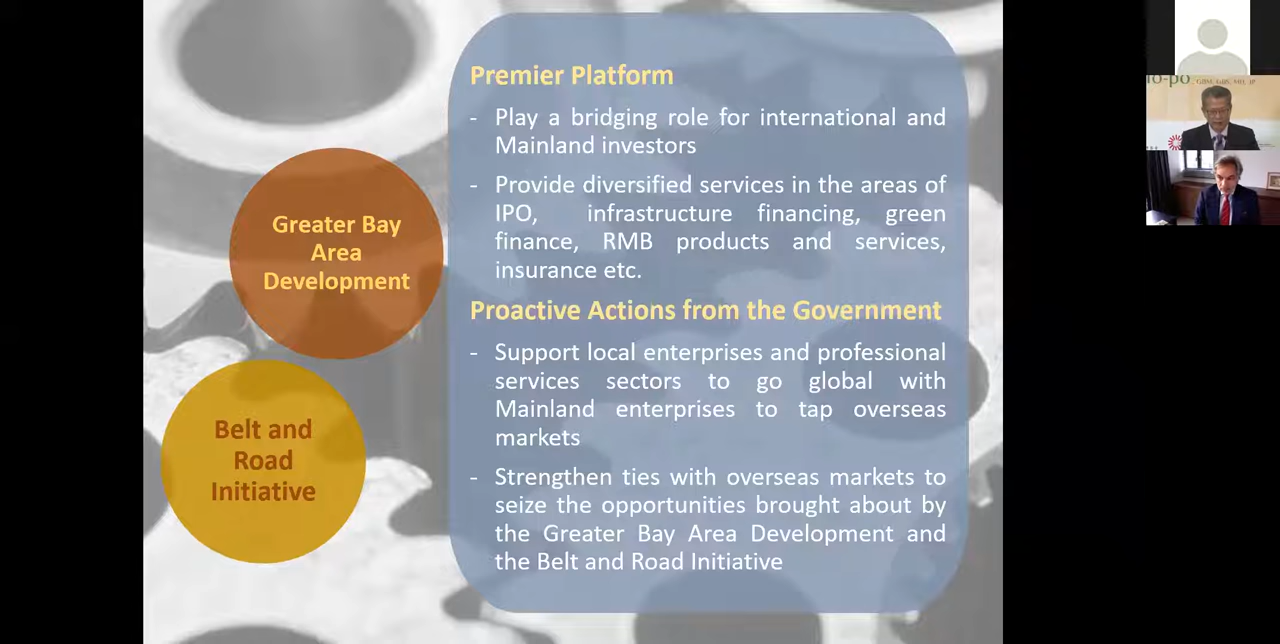 Premier Platform
- Play a bridging role for international and
Mainland investors
- Provide diversified services in the areas of
IPO, infrastructure financing, green
finance, RMB products and services,
insurance etc.
Proactive Actions from the Government
- Support local enterprises and professional
services sectors to go global with
Mainland enterprises to tap overseas
markets
- Strengthen ties with overseas markets to
seize the opportunities brought about by
the Greater Bay Area Development and
the Belt and Road Initiative
Greater Bay
Area
Development
Belt and
Road
Initiative